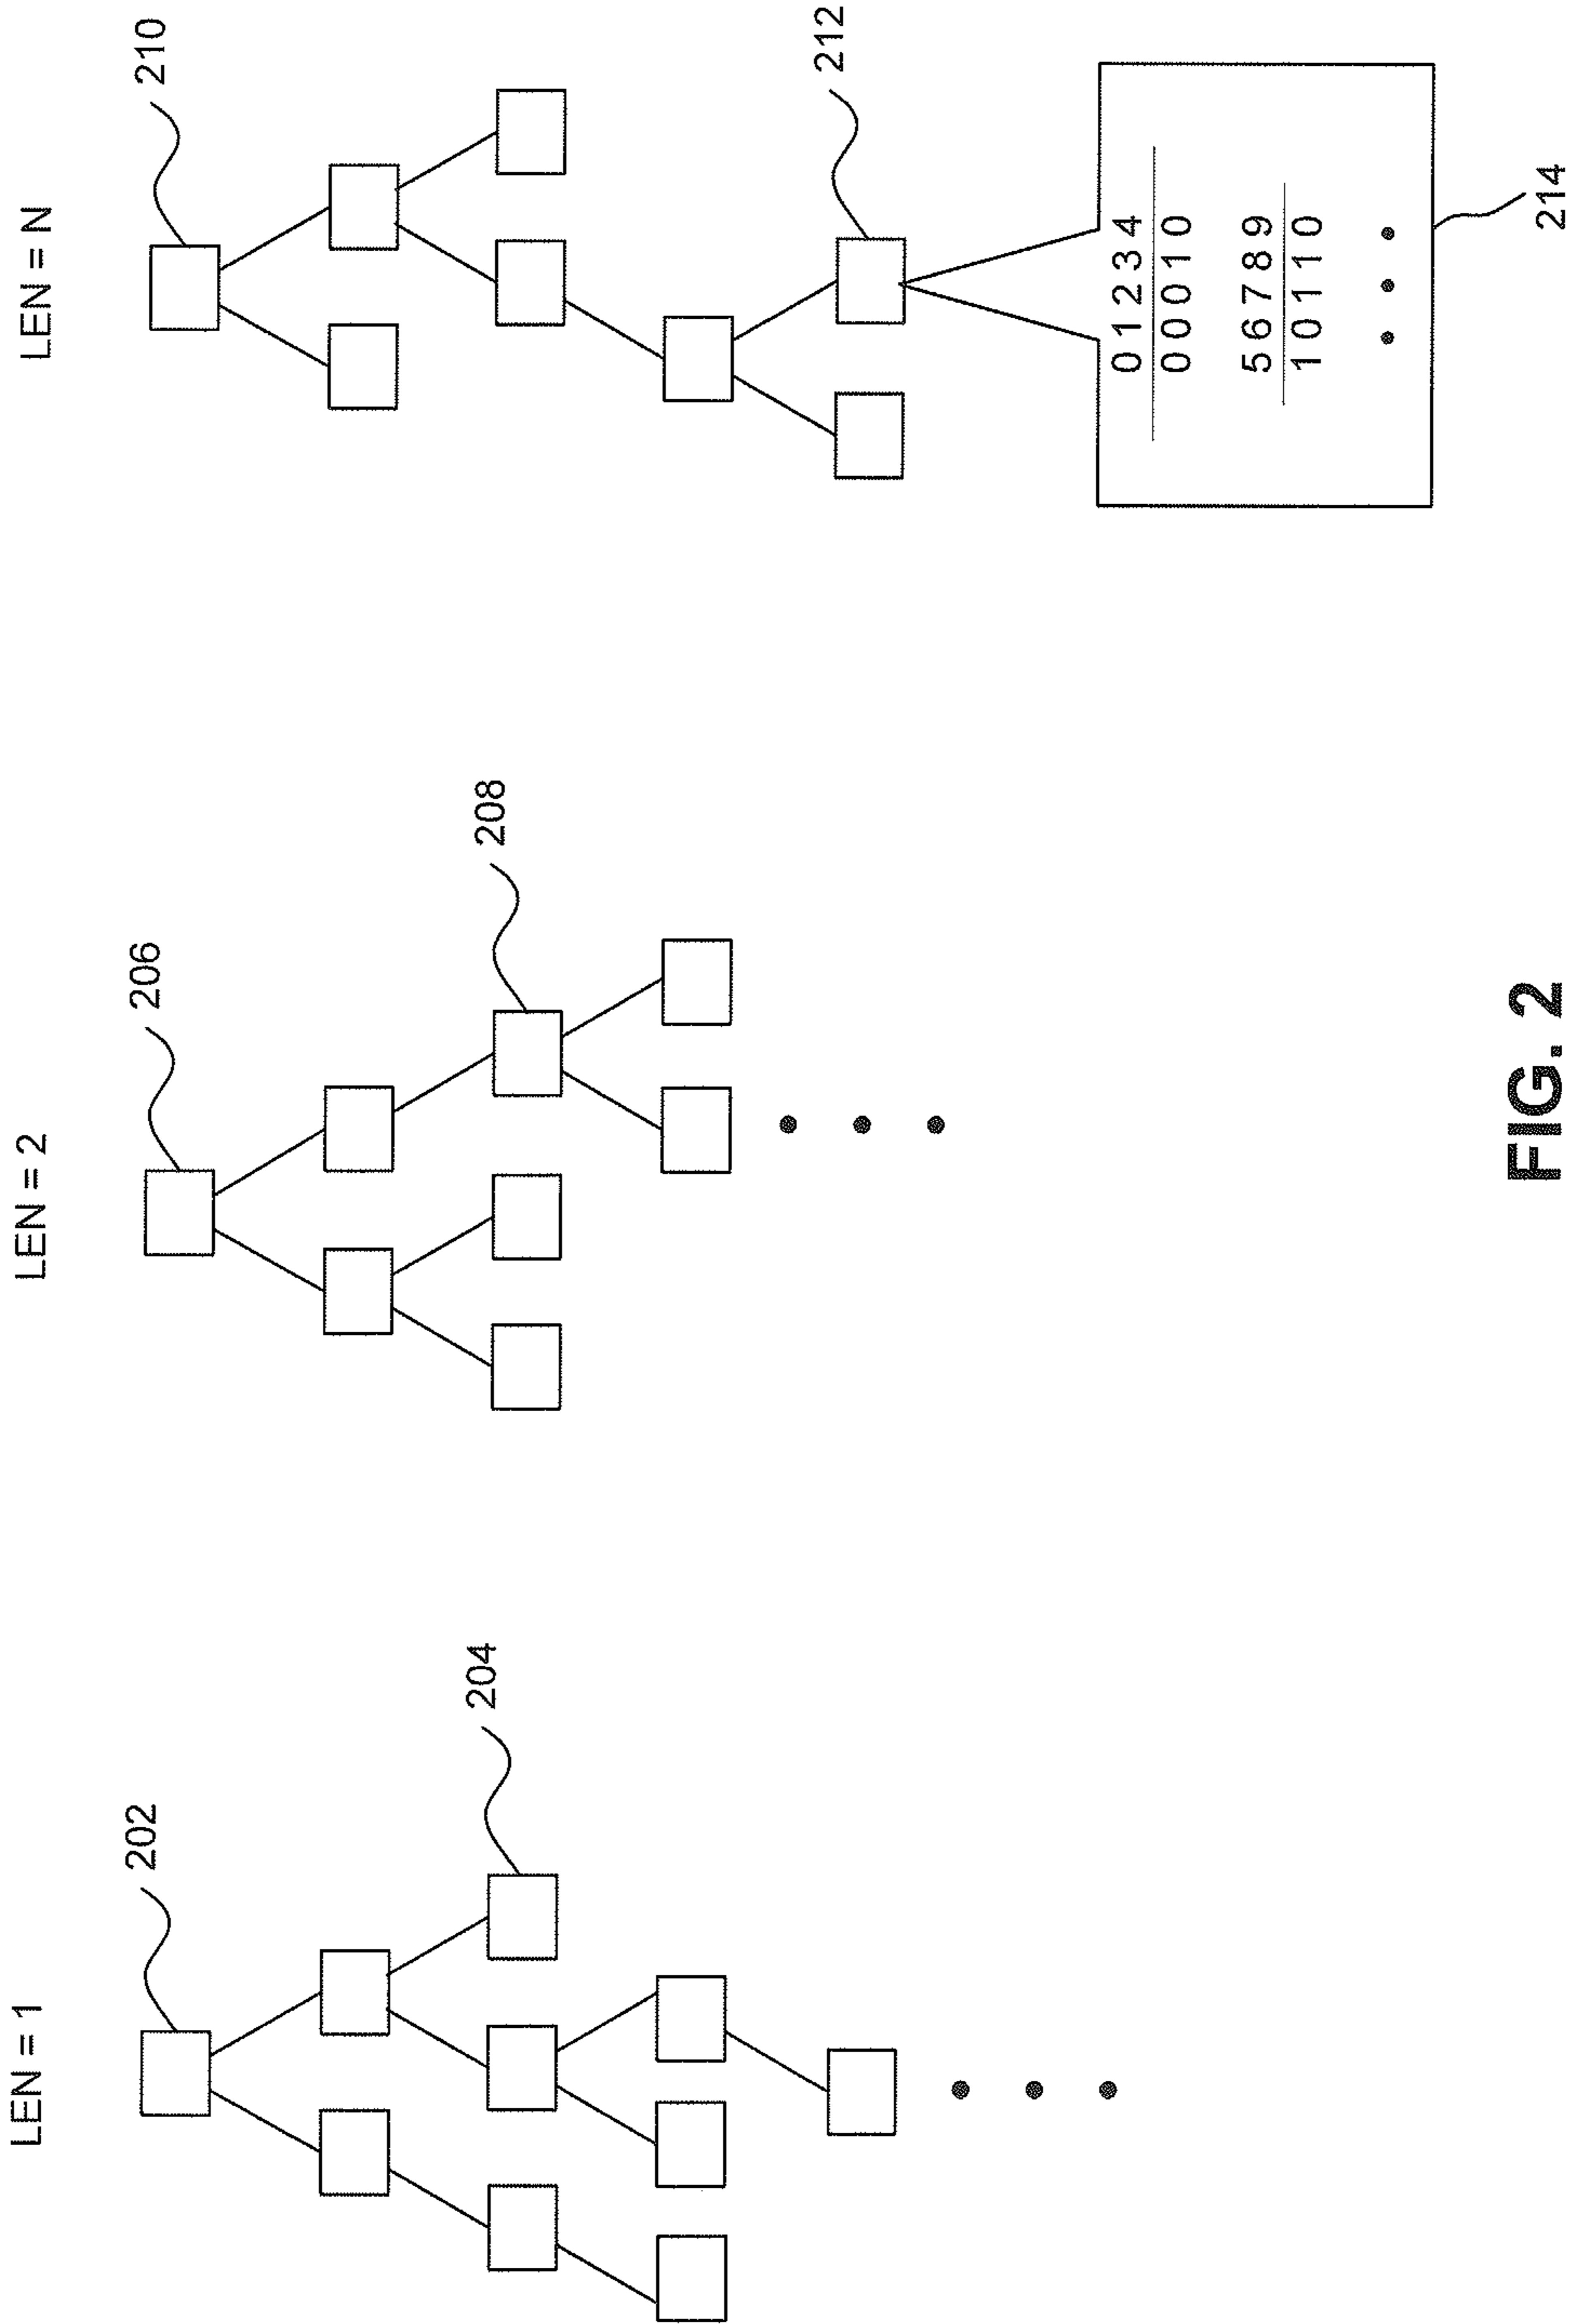 LEN = 1
LEN = 2
LEN = N
202
206
210
204
208
212
0 1 2 3 4
0 0 0 1 0
5 6 7 8 9
1 0 1 1 0
214
FIG. 2